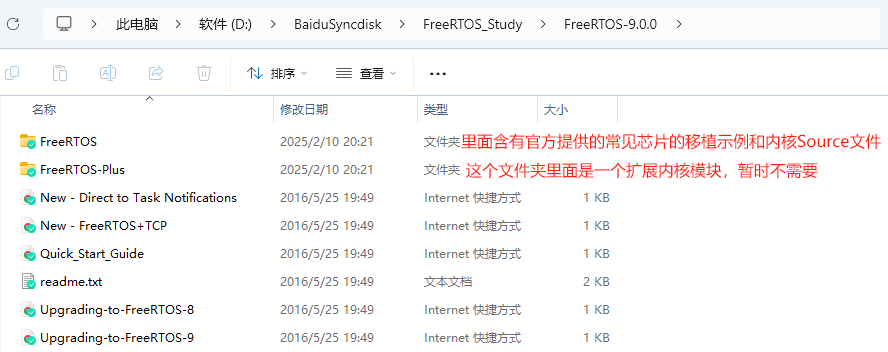 此电脑 > 软件 (D:) > BaiduSyncdisk > FreeRTOS_Study > FreeRTOS-9.0.0 >
排序 查看 ...
名称 修改日期 类型 大小
FreeRTOS 2025/2/10 20:21 文件夹 里面含有官方提供的常见芯片的移植示例和内核Source文件
FreeRTOS-Plus 2025/2/10 20:21 文件夹 这个文件夹里面是一个扩展内核模块，暂时不需要
New - Direct to Task Notifications 2016/5/25 19:49 Internet 快捷方式 1 KB
New - FreeRTOS+TCP 2016/5/25 19:49 Internet 快捷方式 1 KB
Quick_Start_Guide 2016/5/25 19:49 Internet 快捷方式 1 KB
readme.txt 2016/5/25 19:49 文本文档 2 KB
Upgrading-to-FreeRTOS-8 2016/5/25 19:49 Internet 快捷方式 1 KB
Upgrading-to-FreeRTOS-9 2016/5/25 19:49 Internet 快捷方式 1 KB